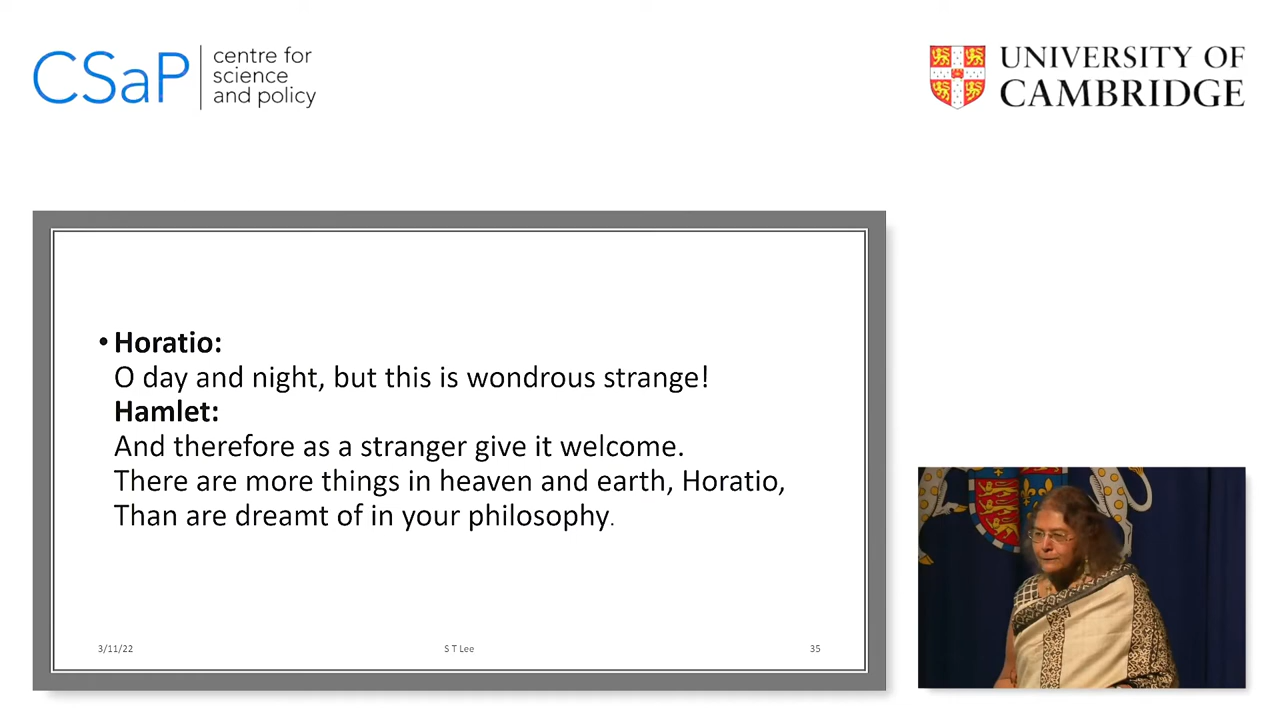 CSaP
centre for
science
and policy
UNIVERSITY OF
CAMBRIDGE
• Horatio:
O day and night, but this is wondrous strange!
Hamlet:
And therefore as a stranger give it welcome.
There are more things in heaven and earth, Horatio,
Than are dreamt of in your philosophy.
3/11/22
S T Lee
35